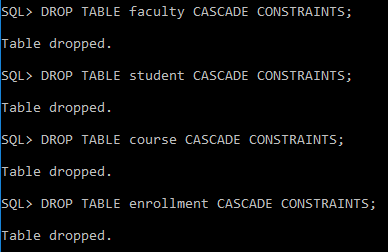 SQL> DROP TABLE faculty CASCADE CONSTRAINTS;
Table dropped.
SQL> DROP TABLE student CASCADE CONSTRAINTS;
Table dropped.
SQL> DROP TABLE course CASCADE CONSTRAINTS;
Table dropped.
SQL> DROP TABLE enrollment CASCADE CONSTRAINTS;
Table dropped.